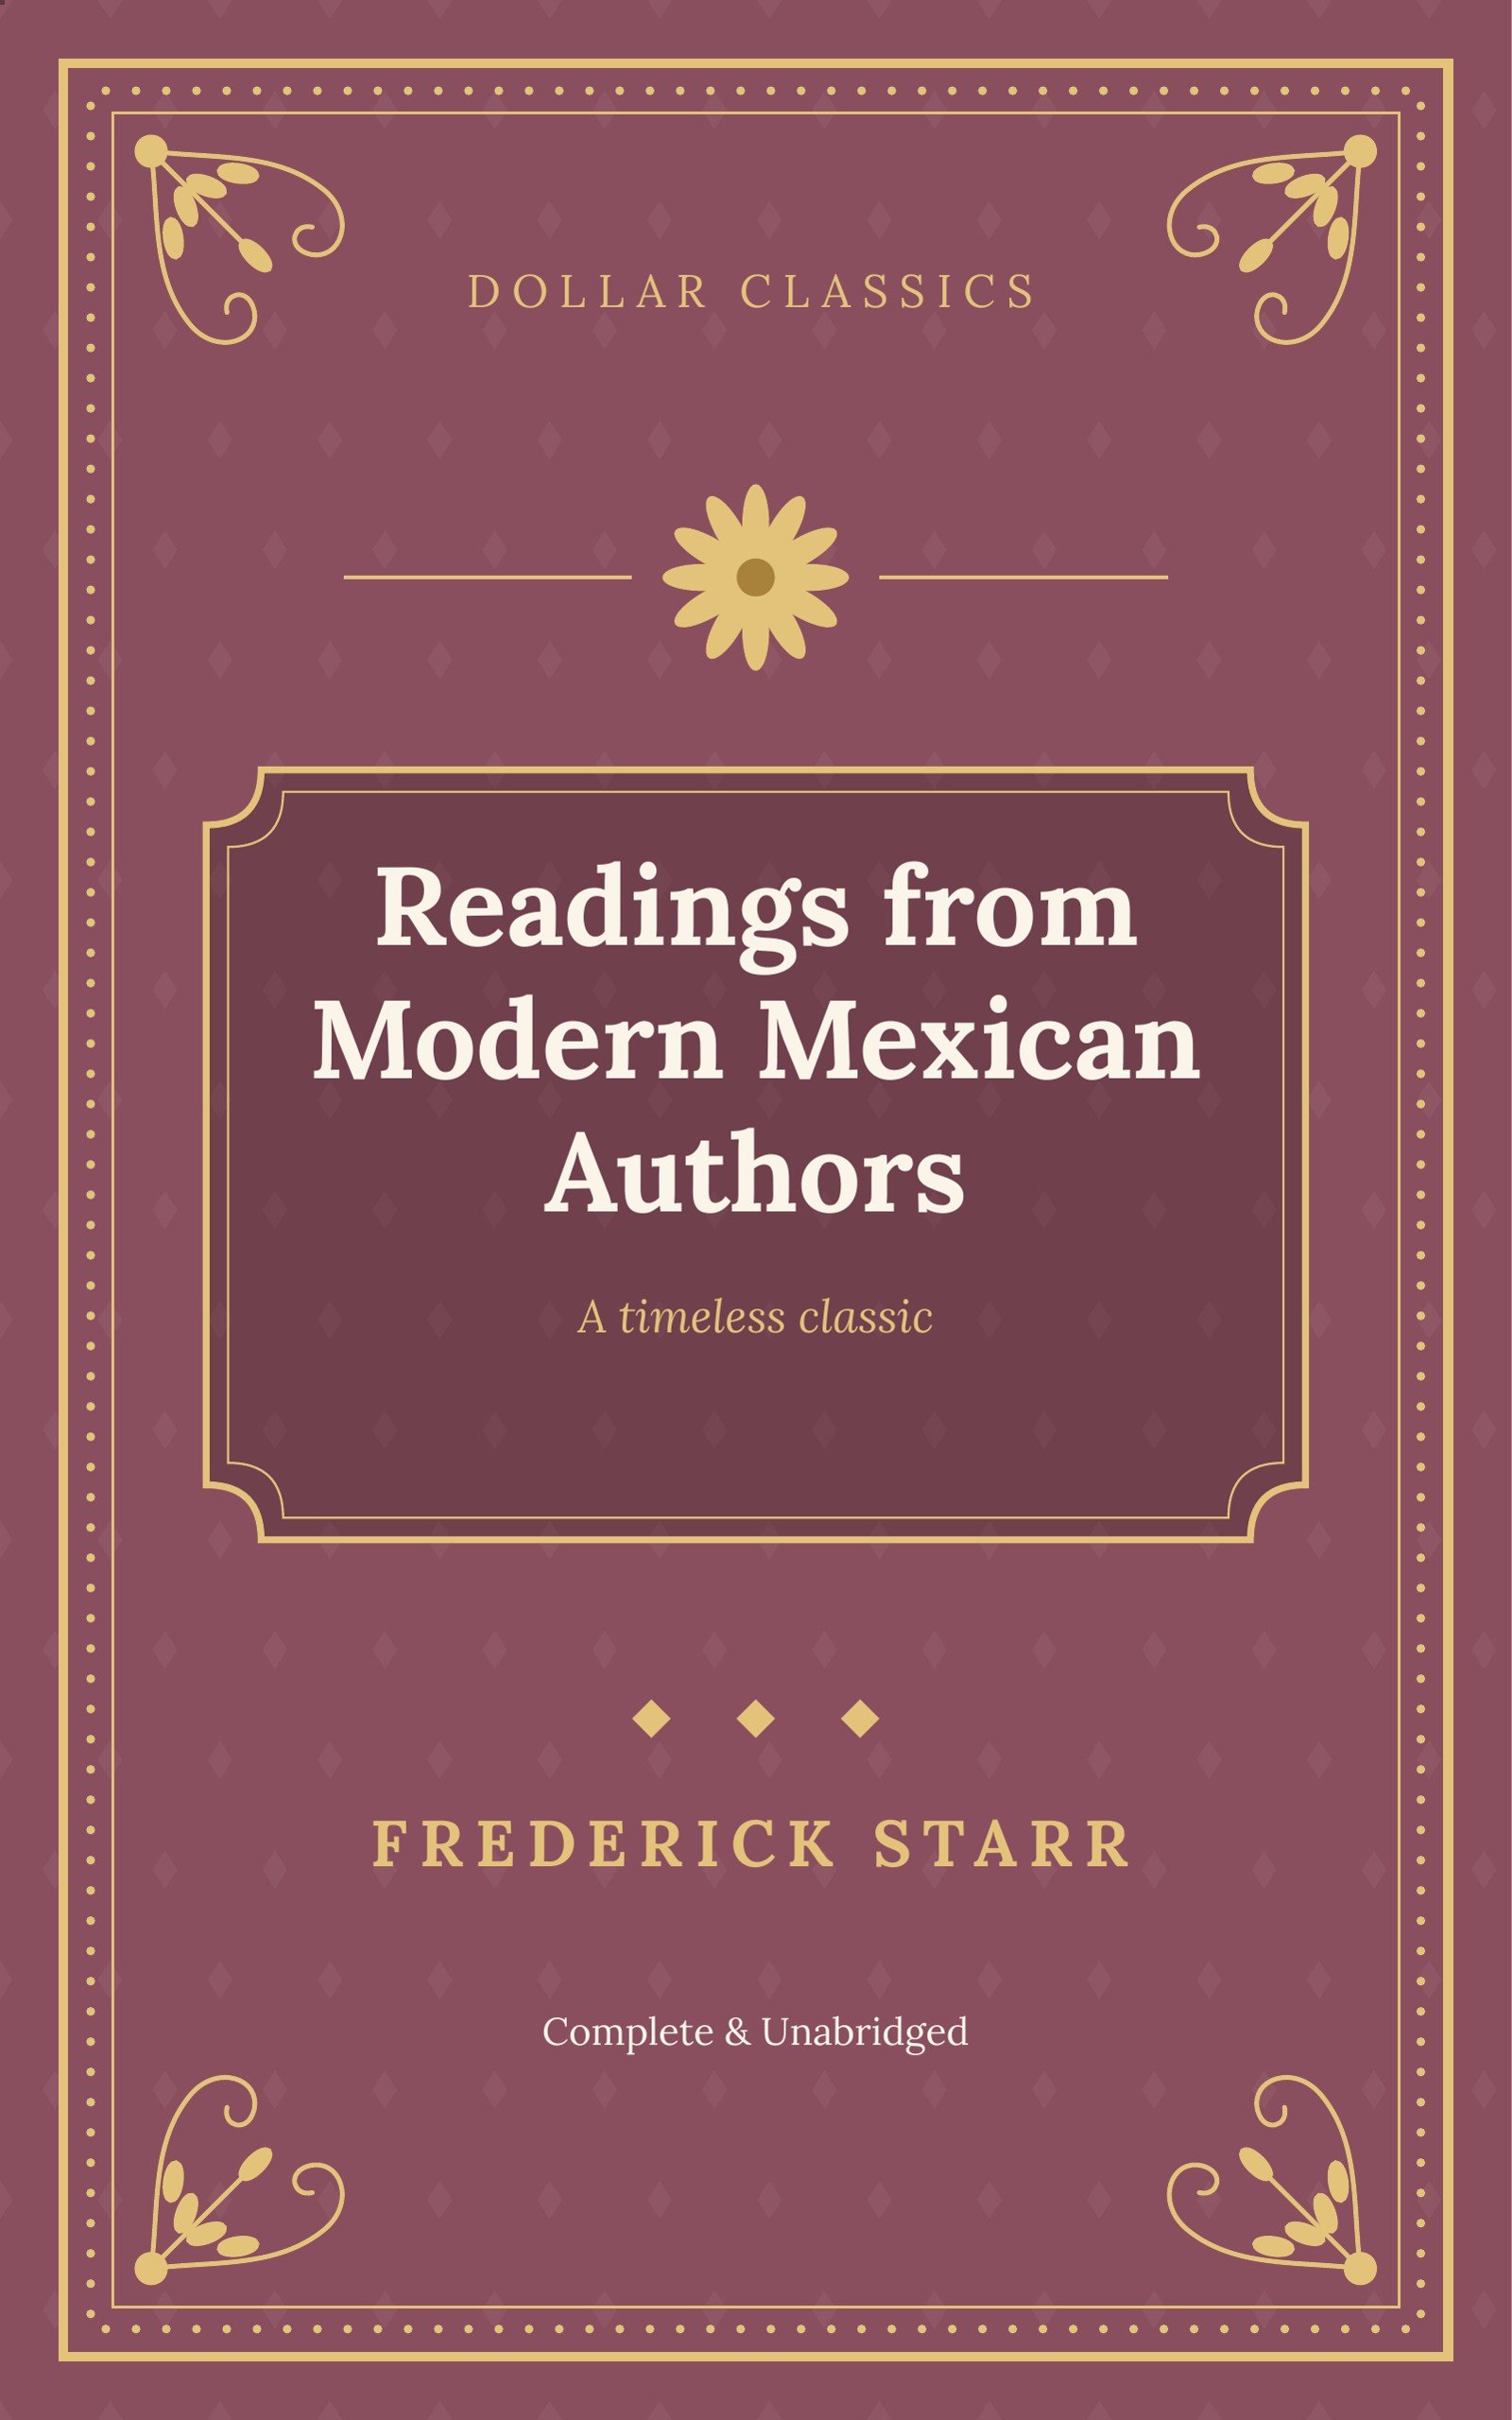 DOLLAR CLASSICS
Readings from
Modern Mexican
Authors
A timeless classic
FREDERICK STARR
Complete & Unabridged